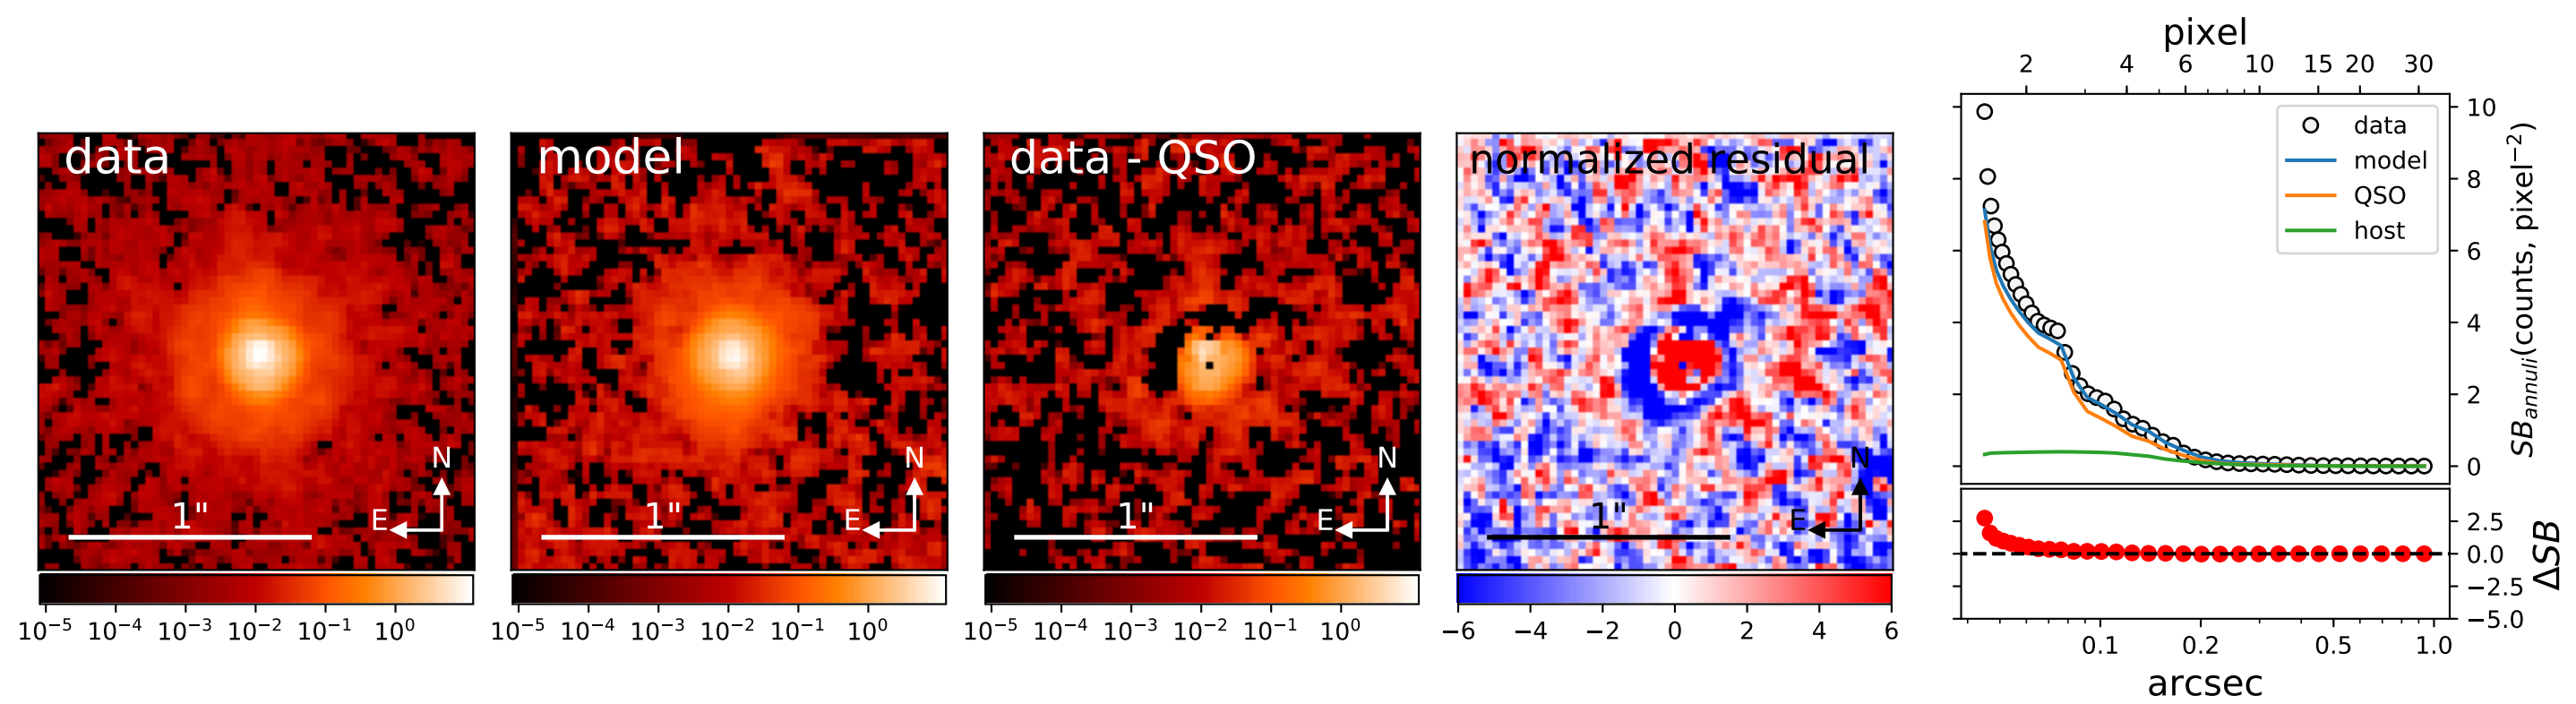 data
1"
N
E
10⁻⁵ 10⁻⁴ 10⁻³ 10⁻² 10⁻¹ 10⁰
model
1"
N
E
10⁻⁵ 10⁻⁴ 10⁻³ 10⁻² 10⁻¹ 10⁰
data - QSO
1"
N
E
10⁻⁵ 10⁻⁴ 10⁻³ 10⁻² 10⁻¹ 10⁰
normalized residual
1"
N
E
−6 −4 −2 0 2 4 6
pixel
2 4 6 10 15 20 30
data
model
QSO
host
10
8
6
4
2
0
SB_annuli(counts, pixel⁻²)
2.5
0.0
−2.5
−5.0
ΔSB
0.1 0.2 0.5 1.0
arcsec